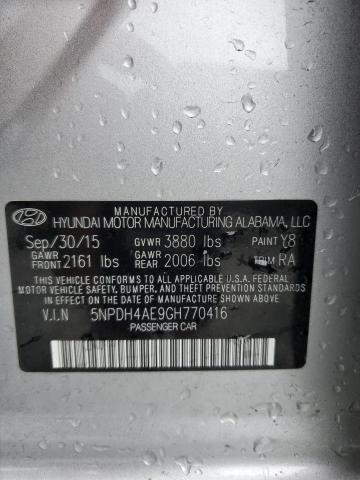 MANUFACTURED BY
HYUNDAI MOTOR MANUFACTURING ALABAMA, LLC
Sep/30/15 GVWR 3880 lbs PAINT Y8
GAWR FRONT 2161 lbs GAWR REAR 2006 lbs TRIM RA
THIS VEHICLE CONFORMS TO ALL APPLICABLE U.S. FEDERAL
MOTOR VEHICLE SAFETY, BUMPER, AND THEFT PREVENTION
STANDARDS IN EFFECT ON THE DATE OF MANUFACTURE SHOWN ABOVE
V.I.N 5NPDH4AE9GH770416
PASSENGER CAR